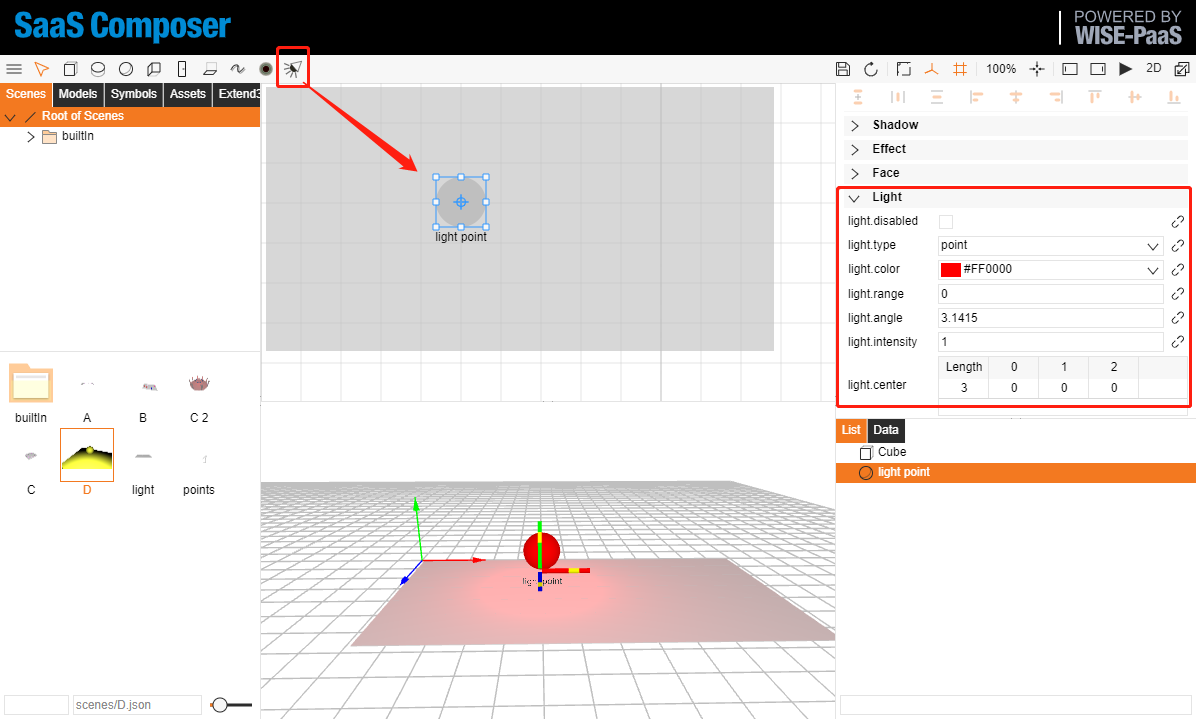 SaaS Composer
POWERED BY
WISE-PaaS
100%
2D
Scenes
Models
Symbols
Assets
Root of Scenes
builtIn
builtIn
A
B
C 2
C
D
light
points
scenes/D.json
light point
light point
Shadow
Effect
Face
Light
light.disabled
light.type
point
light.color
#FF0000
light.range
0
light.angle
3.1415
light.intensity
1
light.center
Length 0 1 2
3 0 0 0
List
Data
Cube
light point